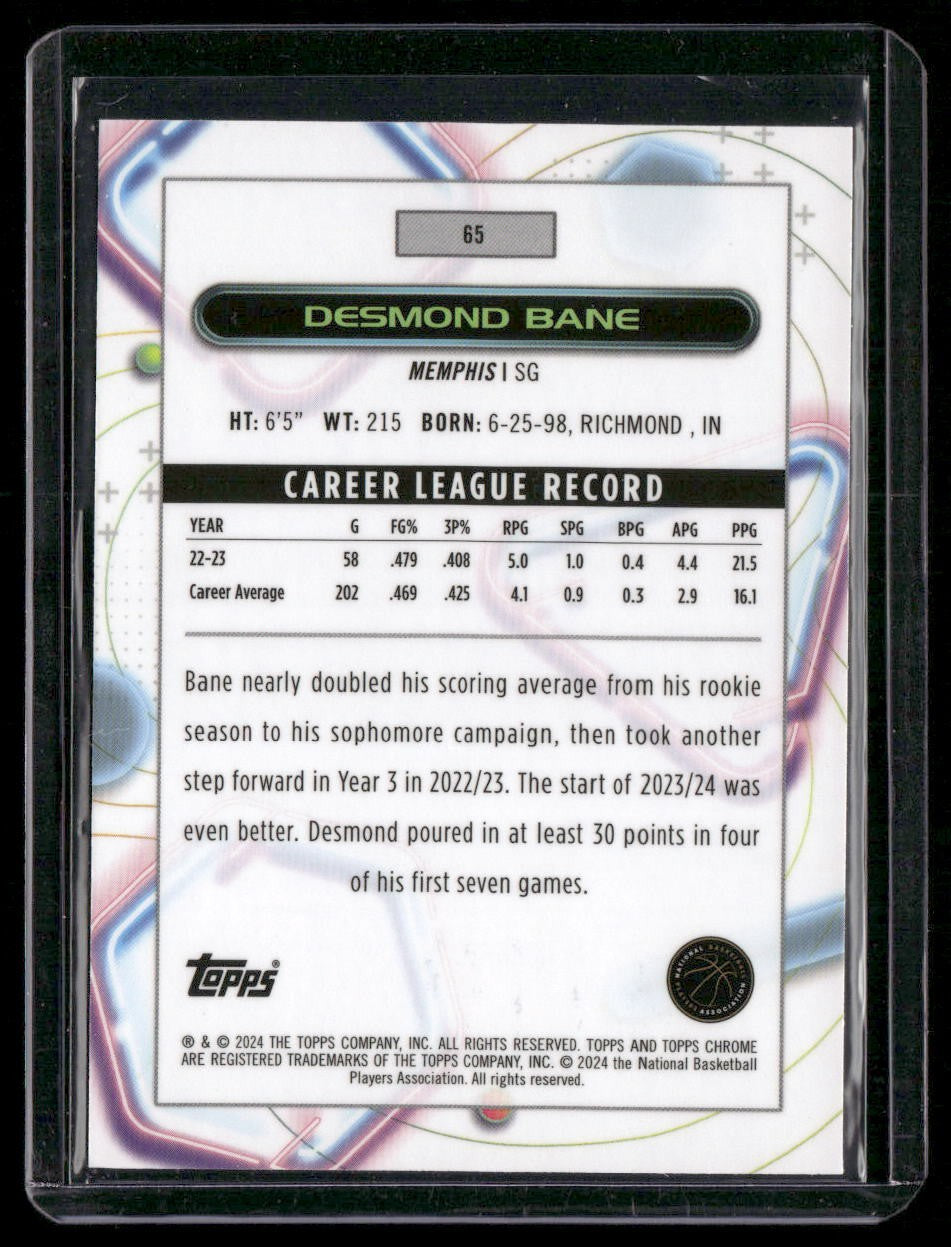 65
DESMOND BANE
MEMPHIS | SG
HT: 6'5" WT: 215 BORN: 6-25-98, RICHMOND , IN
CAREER LEAGUE RECORD
YEAR G FG% 3P% RPG SPG BPG APG PPG
22-23 58 .479 .408 5.0 1.0 0.4 4.4 21.5
Career Average 202 .469 .425 4.1 0.9 0.3 2.9 16.1
Bane nearly doubled his scoring average from his rookie
season to his sophomore campaign, then took another
step forward in Year 3 in 2022/23. The start of 2023/24 was
even better. Desmond poured in at least 30 points in four
of his first seven games.
Topps®
NATIONAL BASKETBALL PLAYERS ASSOCIATION
® & © 2024 THE TOPPS COMPANY, INC. ALL RIGHTS RESERVED. TOPPS AND TOPPS CHROME
ARE REGISTERED TRADEMARKS OF THE TOPPS COMPANY, INC. © 2024 the National Basketball
Players Association. All rights reserved.